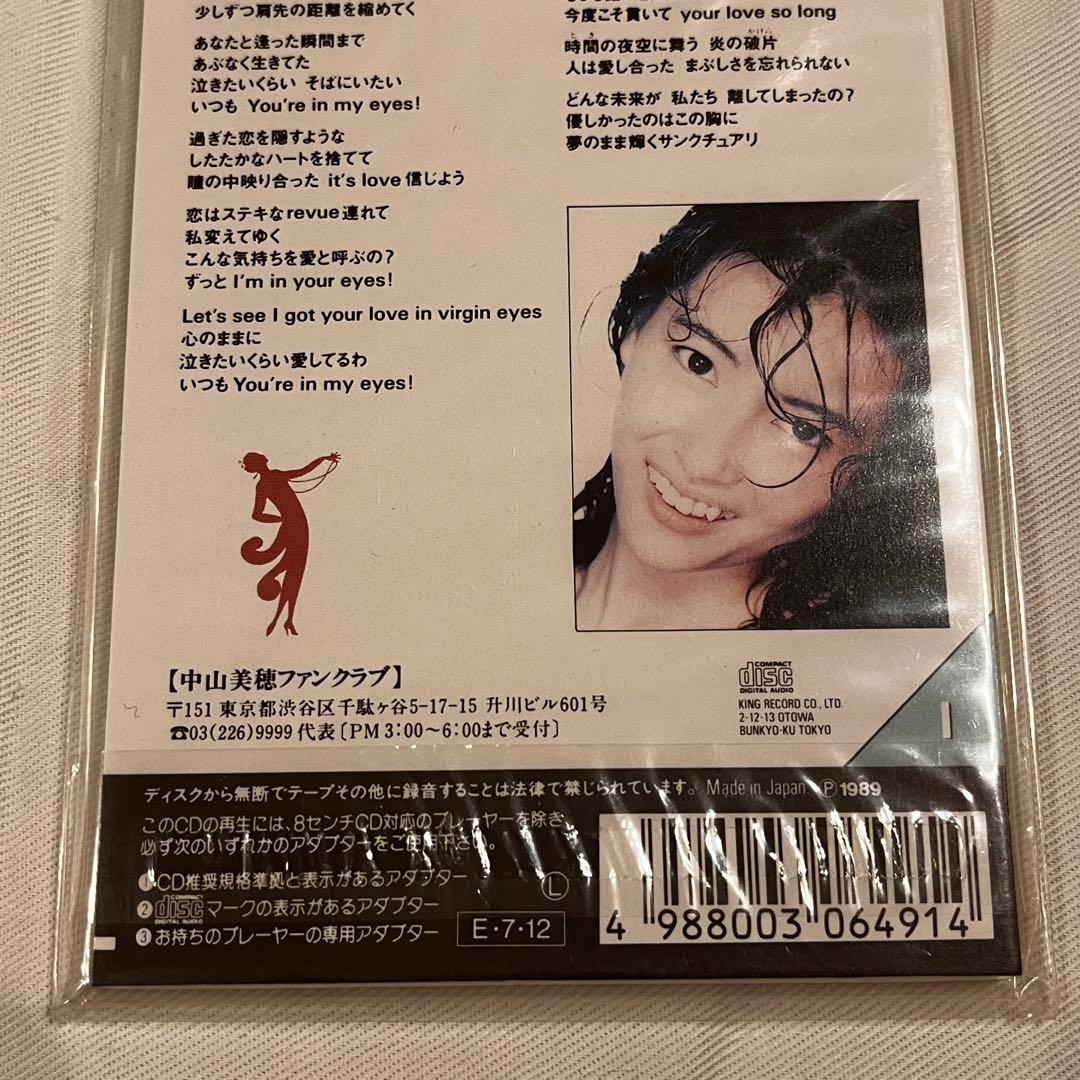 少しずつ肩先の距離を縮めてく
あなたと逢った瞬間まで
あぶなく生きてた
泣きたいくらい そばにいたい
いつも You're in my eyes!
過ぎた恋を隠すような
したたかなハートを捨てて
瞳の中映り合った it's love 信じよう
恋はステキなrevue連れて
私変えてゆく
こんな気持ちを愛と呼ぶの?
ずっと I'm in your eyes!
Let's see I got your love in virgin eyes
心のままに
泣きたいくらい愛してるわ
いつも You're in my eyes!
今度こそ貫いて your love so long
時間の夜空に舞う 炎の破片
人は愛し合った まぶしさを忘れられない
どんな未来が 私たち 離してしまったの?
優しかったのはこの胸に
夢のまま輝くサンクチュアリ
【中山美穂ファンクラブ】
〒151 東京都渋谷区千駄ヶ谷5-17-15 升川ビル601号
☎03(226)9999 代表〔PM 3:00〜6:00まで受付〕
COMPACT
disc
DIGITAL AUDIO
KING RECORD CO., LTD.
2-12-13 OTOWA
BUNKYO-KU TOKYO
ディスクから無断でテープその他に録音することは法律で禁じられています。 Made in Japan Ⓟ 1989
このCDの再生には、8センチCD対応のプレーヤーを除き、
必ず次のいずれかのアダプターをご使用下さい。
❶CD推奨規格準拠と表示があるアダプター
❷ COMPACT disc DIGITAL AUDIO マークの表示があるアダプター
❸お持ちのプレーヤーの専用アダプター
Ⓛ
E・7・12
4 988003 064914